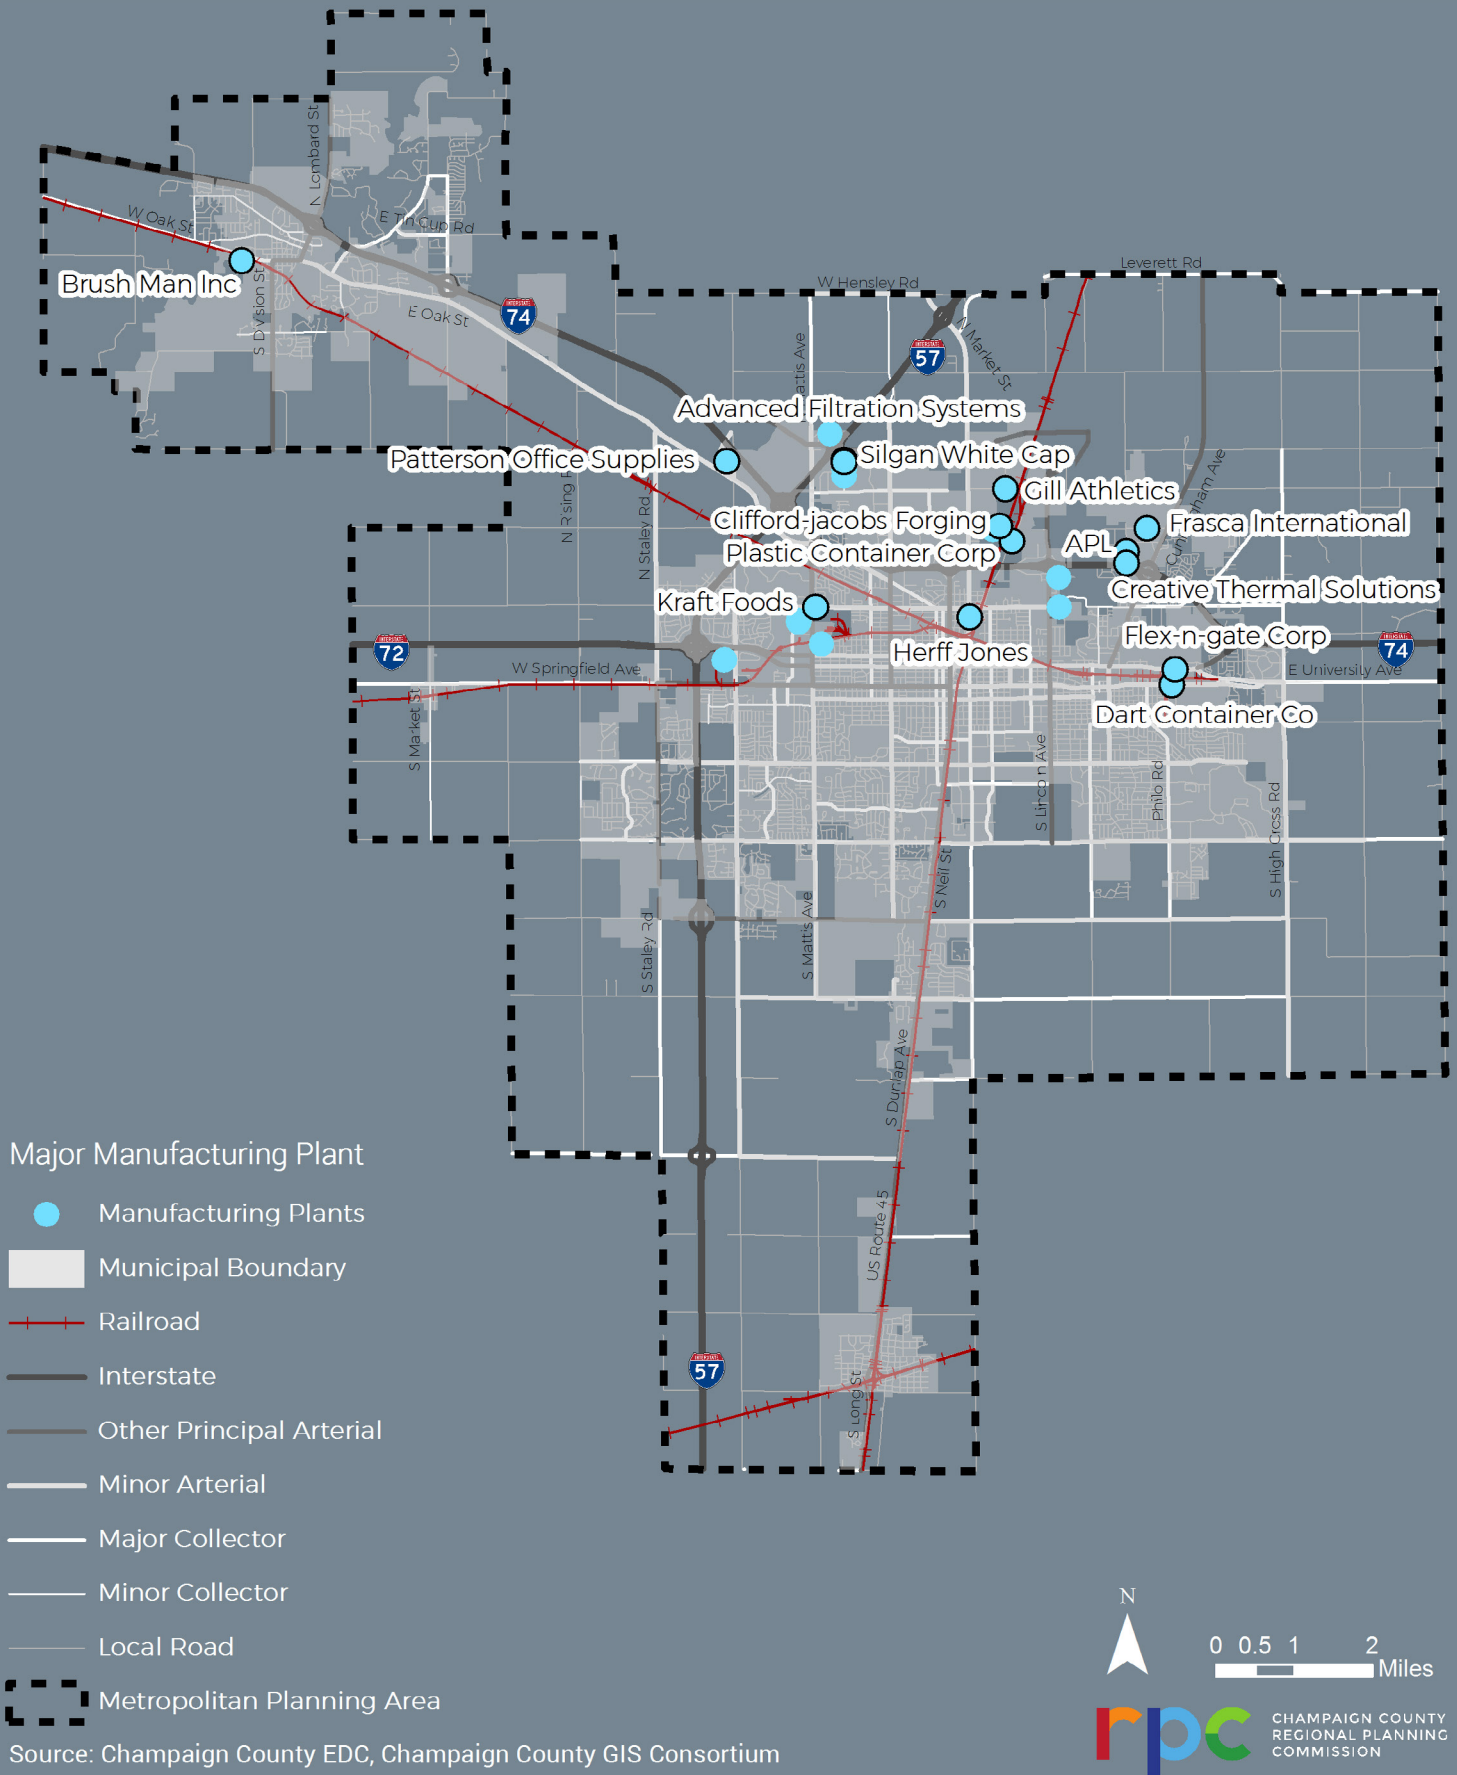 N Lombard St
W Oak St
E Tin Cup Rd
Brush Man Inc
S Division St
E Oak St
INTERSTATE
74
Leverett Rd
W Hensley Rd
N Market St
INTERSTATE
57
Advanced Filtration Systems
Patterson Office Supplies
Silgan White Cap
Gill Athletics
N Staley Rd
Clifford-jacobs Forging
Frasca International
Plastic Container Corp
APL
Creative Thermal Solutions
Kraft Foods
Herff Jones
Flex-n-gate Corp
INTERSTATE
72
INTERSTATE
74
W Springfield Ave
E University Ave
S Market St
Dart Container Co
S Lincoln Ave
Philo Rd
S High Cross Rd
S Neil St
S Staley Rd
S Mattis Ave
S Dunlap Ave
US Route 45
INTERSTATE
57
S Long St
Major Manufacturing Plant
Manufacturing Plants
Municipal Boundary
Railroad
Interstate
Other Principal Arterial
Minor Arterial
Major Collector
Minor Collector
Local Road
Metropolitan Planning Area
Source: Champaign County EDC, Champaign County GIS Consortium
N
0 0.5 1 2
Miles
rpc
CHAMPAIGN COUNTY
REGIONAL PLANNING
COMMISSION